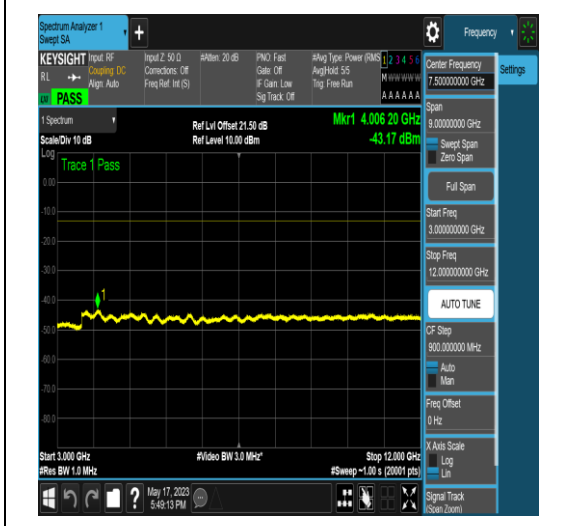 Spectrum Analyzer 1
Swept SA
+
Frequency
KEYSIGHT
RL
PASS
Input: RF
Coupling: DC
Align: Auto
Input Z: 50 Ω
Corrections: Off
Freq Ref: Int (S)
#Atten: 20 dB
PNO: Fast
Gate: Off
IF Gain: Low
Sig Track: Off
#Avg Type: Power (RMS
Avg|Hold: 5/5
Trig: Free Run
1 2 3 4 5 6
M W W W W W
A A A A A A
Center Frequency
7.500000000 GHz
Settings
1 Spectrum
Scale/Div 10 dB
Ref Lvl Offset 21.50 dB
Ref Level 10.00 dBm
Mkr1 4.006 20 GHz
-43.17 dBm
Span
9.00000000 GHz
Swept Span
Zero Span
Full Span
Log
Trace 1 Pass
0.00
-10.0
-20.0
-30.0
-40.0
-50.0
-60.0
-70.0
-80.0
1
Start Freq
3.000000000 GHz
Stop Freq
12.000000000 GHz
AUTO TUNE
CF Step
900.000000 MHz
Auto
Man
Freq Offset
0 Hz
X Axis Scale
Log
Lin
Signal Track
(Span Zoom)
Start 3.000 GHz
#Res BW 1.0 MHz
#Video BW 3.0 MHz*
Stop 12.000 GHz
#Sweep ~1.00 s (20001 pts)
?
May 17, 2023
5:49:13 PM